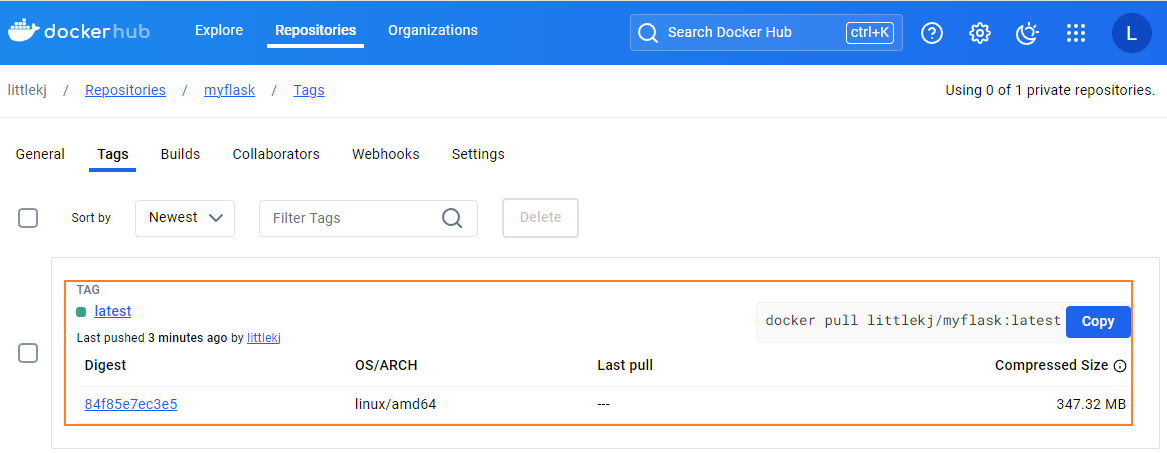 dockerhub Explore Repositories Organizations Search Docker Hub ctrl+K L
littlekj / Repositories / myflask / Tags Using 0 of 1 private repositories.
General Tags Builds Collaborators Webhooks Settings
Sort by Newest Filter Tags Delete
TAG
latest
docker pull littlekj/myflask:latest Copy
Last pushed 3 minutes ago by littlekj
Digest OS/ARCH Last pull Compressed Size
84f85e7ec3e5 linux/amd64 --- 347.32 MB